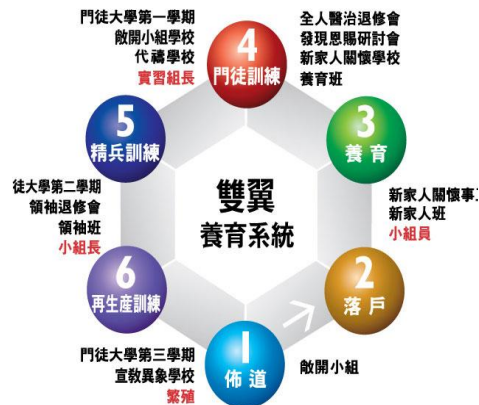 門徒大學第一學期
敞開小組學校
代禱學校
實習組長
4
門徒訓練
全人醫治退修會
發現恩賜研討會
新家人關懷學校
養育班
5
精兵訓練
3
養育
徒大學第二學期
領袖退修會
領袖班
小組長
雙翼
養育系統
新家人關懷事
新家人班
小組員
6
再生產訓練
2
落戶
門徒大學第三學期
宣教異象學校
繁殖
1
佈道
敞開小組